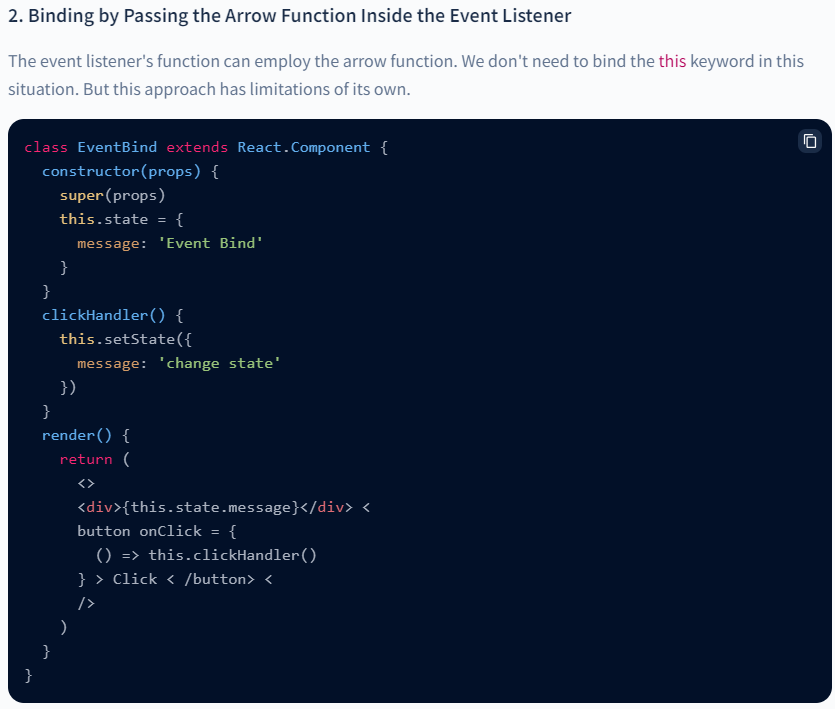 2. Binding by Passing the Arrow Function Inside the Event Listener
The event listener's function can employ the arrow function. We don't need to bind the this keyword in this
situation. But this approach has limitations of its own.
class EventBind extends React.Component {
  constructor(props) {
    super(props)
    this.state = {
      message: 'Event Bind'
    }
  }
  clickHandler() {
    this.setState({
      message: 'change state'
    })
  }
  render() {
    return (
      <>
      <div>{this.state.message}</div> <
      button onClick = {
        () => this.clickHandler()
      } > Click < /button> <
      />
    )
  }
}